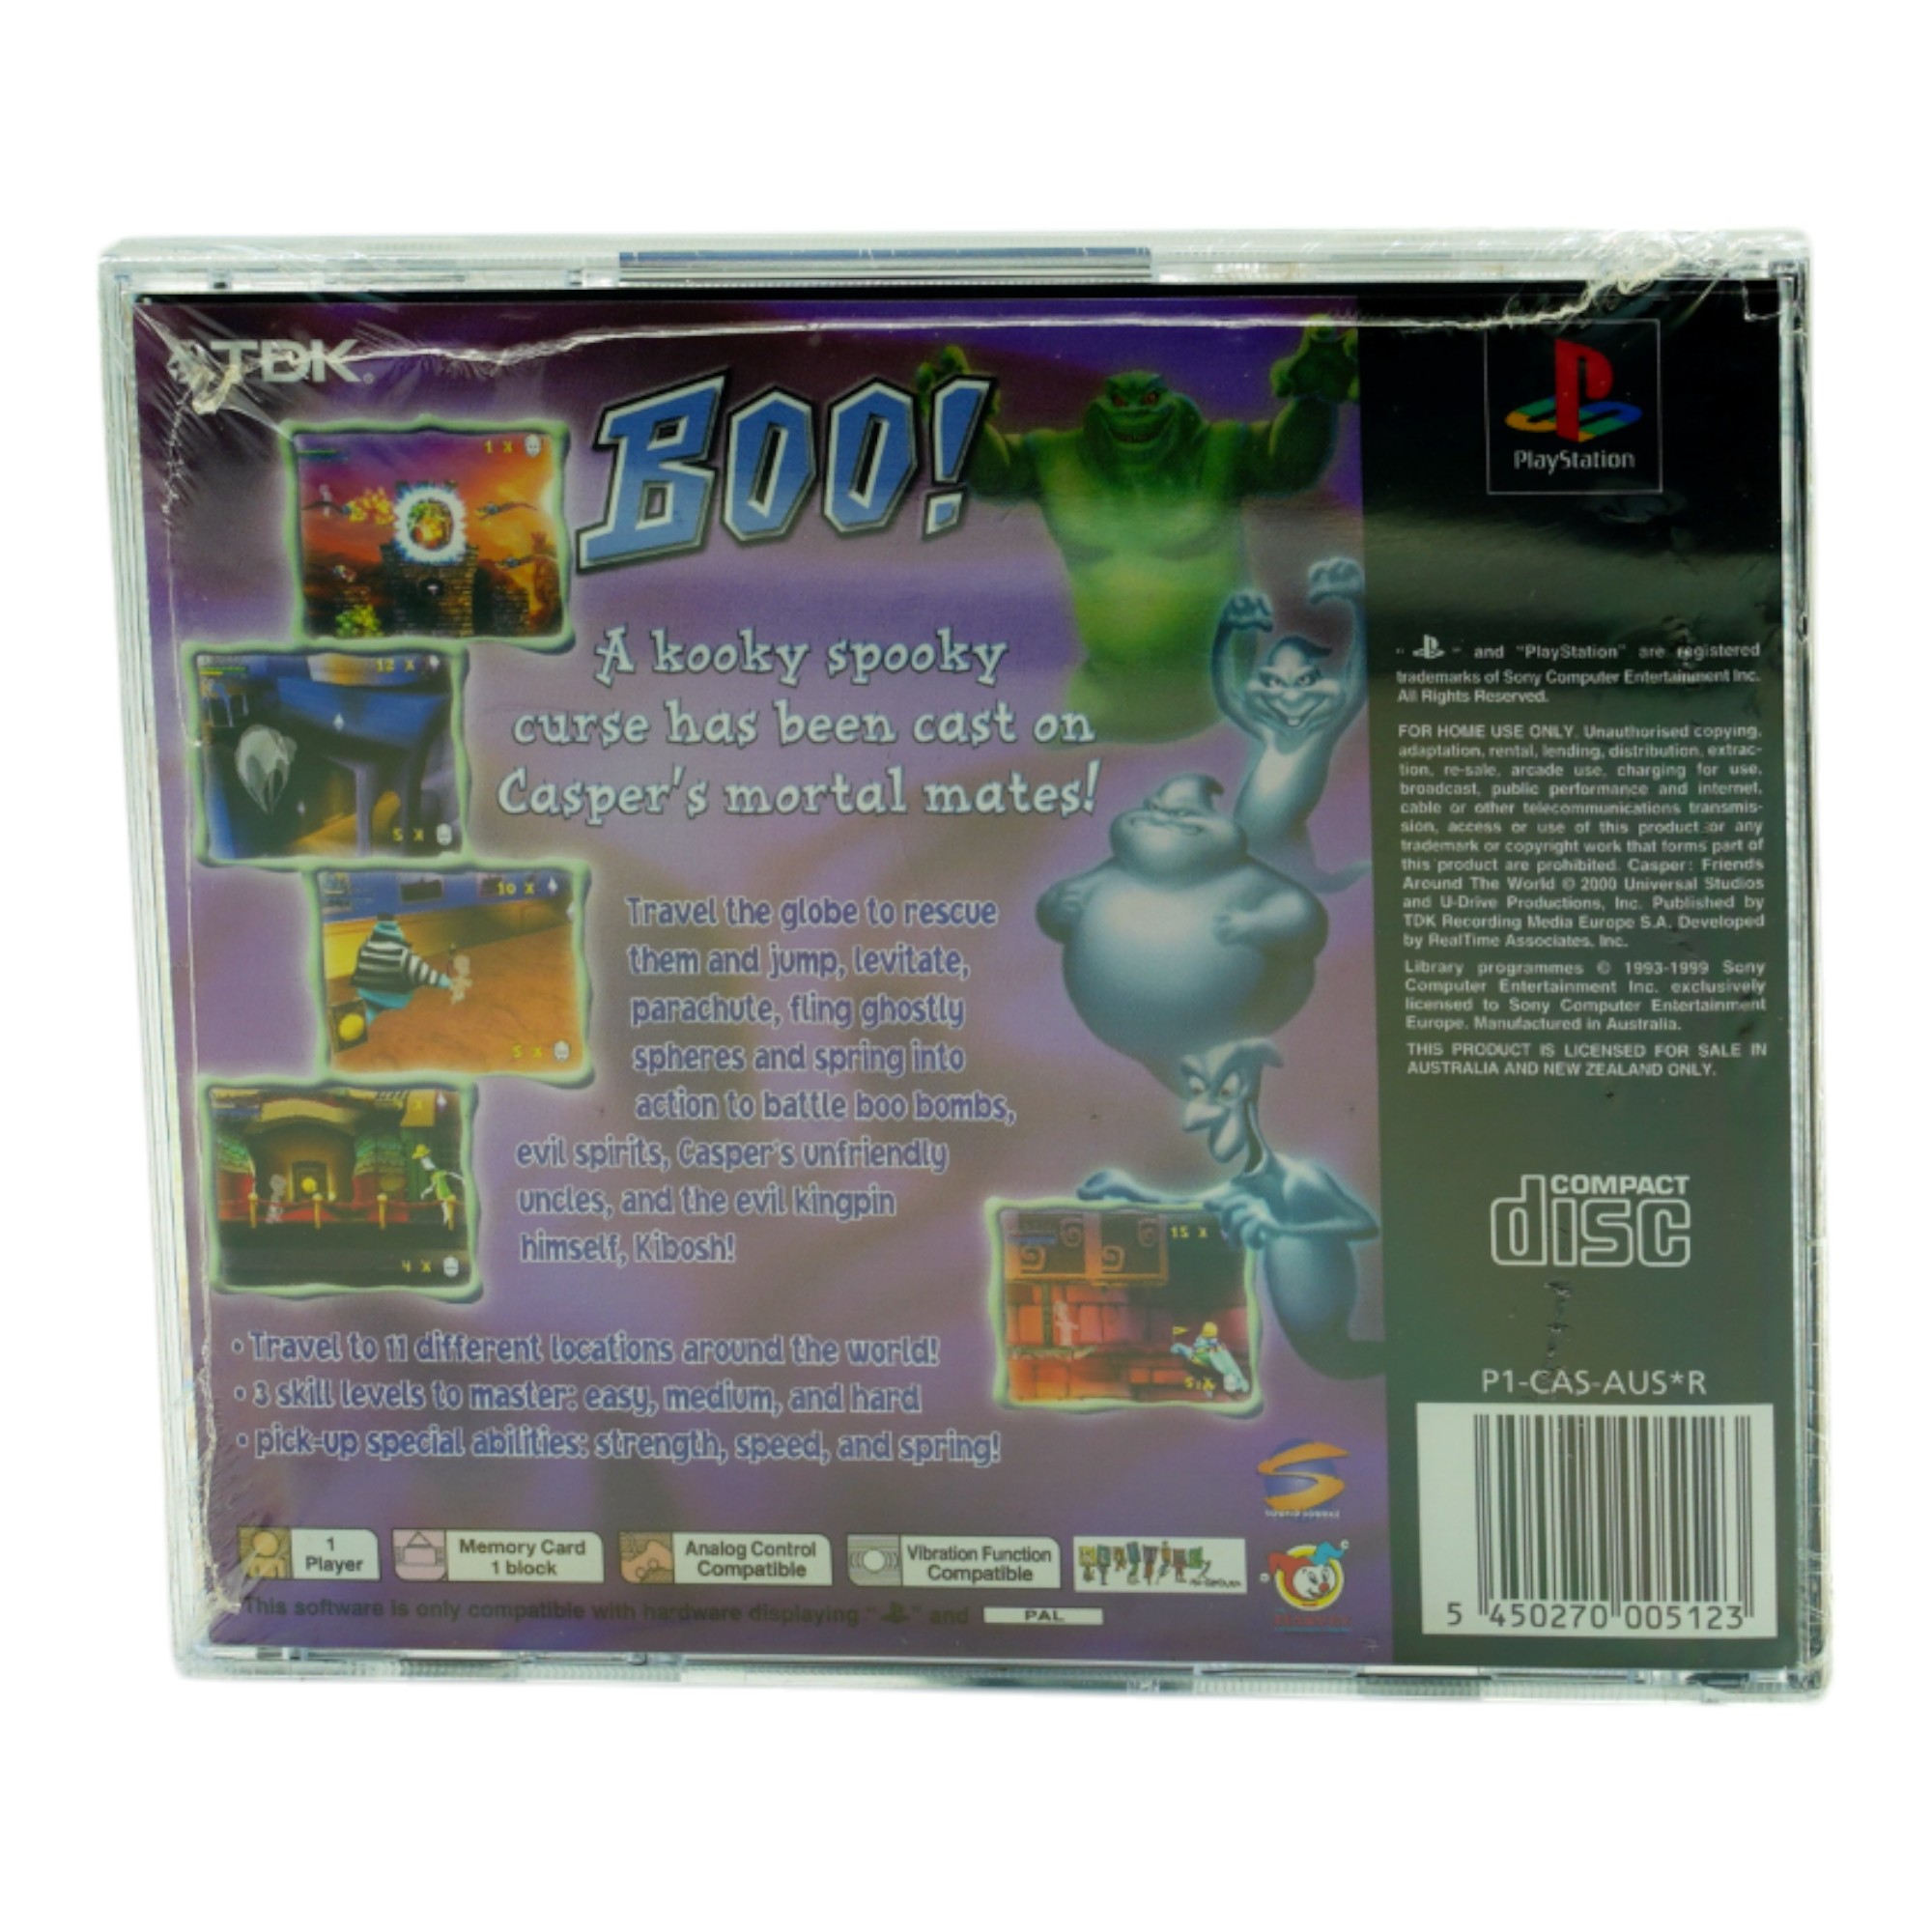 TDK
BOO!
A kooky spooky
curse has been cast on
Casper's mortal mates!
Travel the globe to rescue
them and jump, levitate,
parachute, fling ghostly
spheres and spring into
action to battle boo bombs,
evil spirits, Casper's unfriendly
uncles, and the evil kingpin
himself, Kibosh!
• Travel to 11 different locations around the world!
• 3 skill levels to master: easy, medium, and hard
• pick-up special abilities: strength, speed, and spring!
1 X
12 X
5 X
10 X
5 X
4 X
15 X
5 X
1
Player
Memory Card
1 block
Analog Control
Compatible
Vibration Function
Compatible
This software is only compatible with hardware displaying " " and PAL
PlayStation
" " and "PlayStation" are registered
trademarks of Sony Computer Entertainment Inc.
All Rights Reserved.
FOR HOME USE ONLY. Unauthorised copying,
adaptation, rental, lending, distribution, extrac-
tion, re-sale, arcade use, charging for use,
broadcast, public performance and internet,
cable or other telecommunications transmis-
sion, access or use of this product or any
trademark or copyright work that forms part of
this product are prohibited. Casper: Friends
Around The World © 2000 Universal Studios
and U-Drive Productions, Inc. Published by
TDK Recording Media Europe S.A. Developed
by RealTime Associates, Inc.
Library programmes © 1993-1999 Sony
Computer Entertainment Inc. exclusively
licensed to Sony Computer Entertainment
Europe. Manufactured in Australia.
THIS PRODUCT IS LICENSED FOR SALE IN
AUSTRALIA AND NEW ZEALAND ONLY.
COMPACT
disc
P1-CAS-AUS*R
5 450270 005123